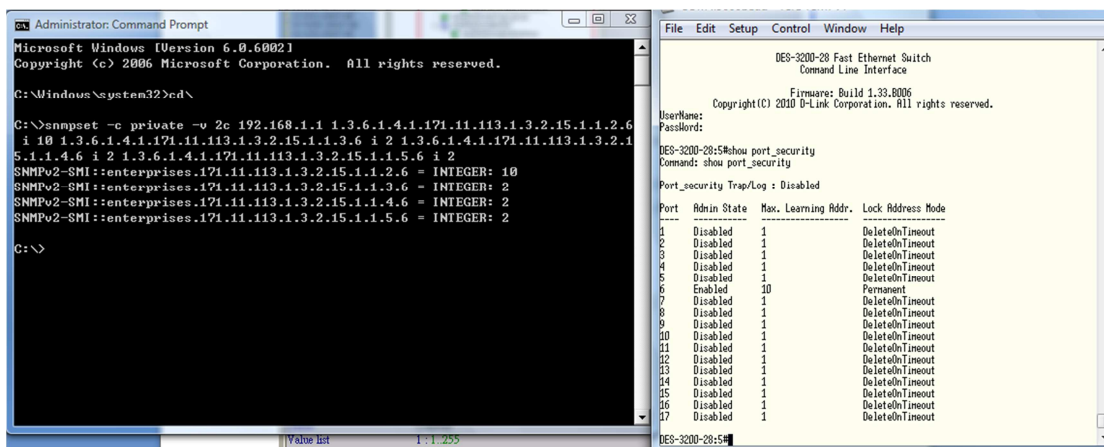 Administrator: Command Prompt
Microsoft Windows [Version 6.0.6002]
Copyright (c) 2006 Microsoft Corporation.  All rights reserved.
C:\Windows\system32>cd\
C:\>snmpset -c private -v 2c 192.168.1.1 1.3.6.1.4.1.171.11.113.1.3.2.15.1.1.2.6
i 10 1.3.6.1.4.1.171.11.113.1.3.2.15.1.1.3.6 i 2 1.3.6.1.4.1.171.11.113.1.3.2.1
5.1.1.4.6 i 2 1.3.6.1.4.1.171.11.113.1.3.2.15.1.1.5.6 i 2
SNMPv2-SMI::enterprises.171.11.113.1.3.2.15.1.1.2.6 = INTEGER: 10
SNMPv2-SMI::enterprises.171.11.113.1.3.2.15.1.1.3.6 = INTEGER: 2
SNMPv2-SMI::enterprises.171.11.113.1.3.2.15.1.1.4.6 = INTEGER: 2
SNMPv2-SMI::enterprises.171.11.113.1.3.2.15.1.1.5.6 = INTEGER: 2
C:\>
Value list 1 : 1..255
File Edit Setup Control Window Help
DES-3200-28 Fast Ethernet Switch
Command Line Interface
Firmware: Build 1.33.B006
Copyright(C) 2010 D-Link Corporation. All rights reserved.
UserName:
PassWord:
DES-3200-28:5#show port_security
Command: show port_security
Port_security Trap/Log : Disabled
Port Admin State Max. Learning Addr. Lock Address Mode
1 Disabled 1 DeleteOnTimeout
2 Disabled 1 DeleteOnTimeout
3 Disabled 1 DeleteOnTimeout
4 Disabled 1 DeleteOnTimeout
5 Disabled 1 DeleteOnTimeout
6 Enabled 10 Permanent
7 Disabled 1 DeleteOnTimeout
8 Disabled 1 DeleteOnTimeout
9 Disabled 1 DeleteOnTimeout
10 Disabled 1 DeleteOnTimeout
11 Disabled 1 DeleteOnTimeout
12 Disabled 1 DeleteOnTimeout
13 Disabled 1 DeleteOnTimeout
14 Disabled 1 DeleteOnTimeout
15 Disabled 1 DeleteOnTimeout
16 Disabled 1 DeleteOnTimeout
17 Disabled 1 DeleteOnTimeout
DES-3200-28:5#